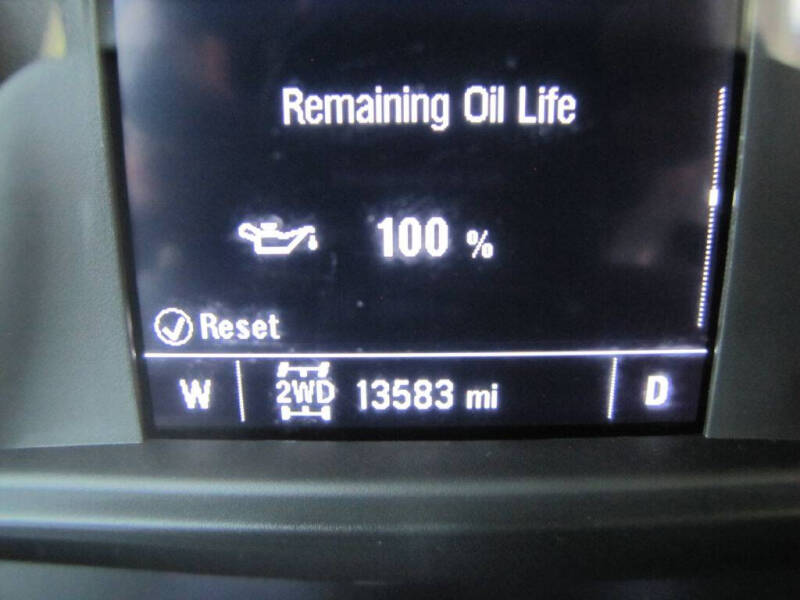 Remaining Oil Life
100 %
Reset
W 2WD 13583 mi D